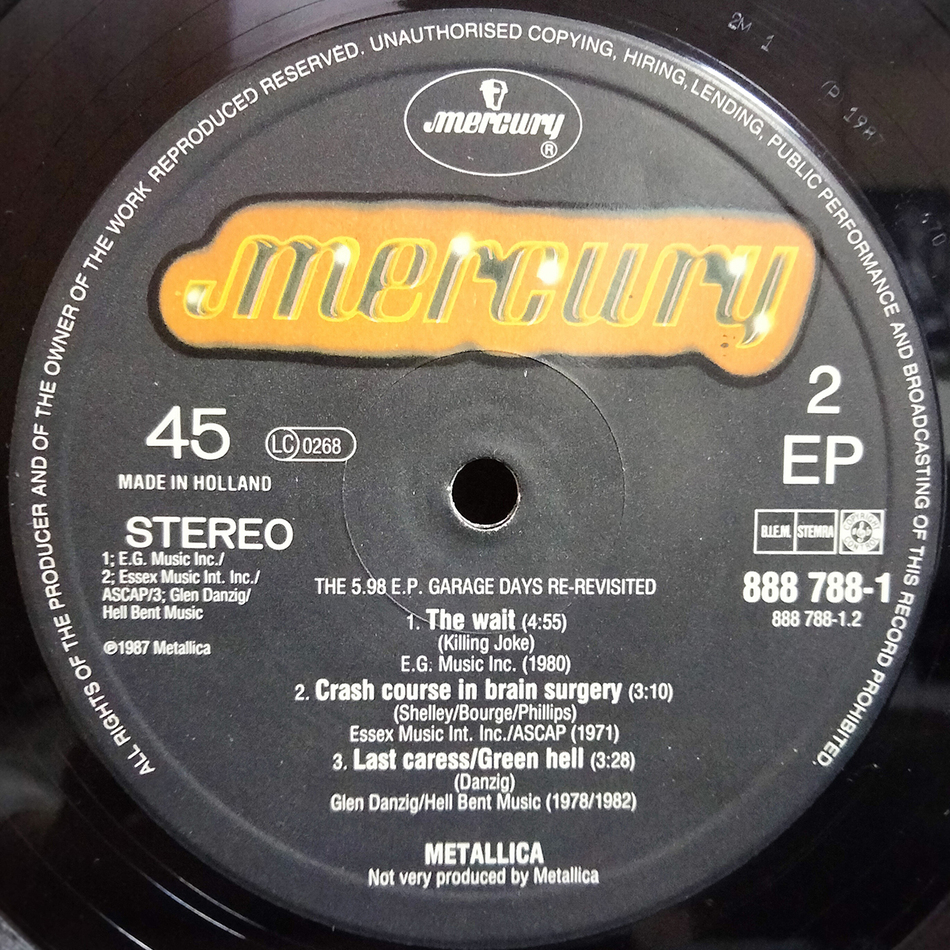 ALL RIGHTS OF THE PRODUCER AND OF THE OWNER OF THE WORK REPRODUCED RESERVED. UNAUTHORISED COPYING, HIRING, LENDING, PUBLIC PERFORMANCE AND BROADCASTING OF THIS RECORD PROHIBITED.
2M 1
mercury
®
mercury
45
LC 0268
MADE IN HOLLAND
STEREO
2
EP
B.I.E.M. STEMRA
888 788-1
888 788-1.2
1; E.G. Music Inc./
2; Essex Music Int. Inc./
ASCAP/3; Glen Danzig/
Hell Bent Music
℗1987 Metallica
THE 5.98 E.P. GARAGE DAYS RE-REVISITED
1. The wait (4:55)
(Killing Joke)
E.G. Music Inc. (1980)
2. Crash course in brain surgery (3:10)
(Shelley/Bourge/Phillips)
Essex Music Int. Inc./ASCAP (1971)
3. Last caress/Green hell (3:28)
(Danzig)
Glen Danzig/Hell Bent Music (1978/1982)
METALLICA
Not very produced by Metallica